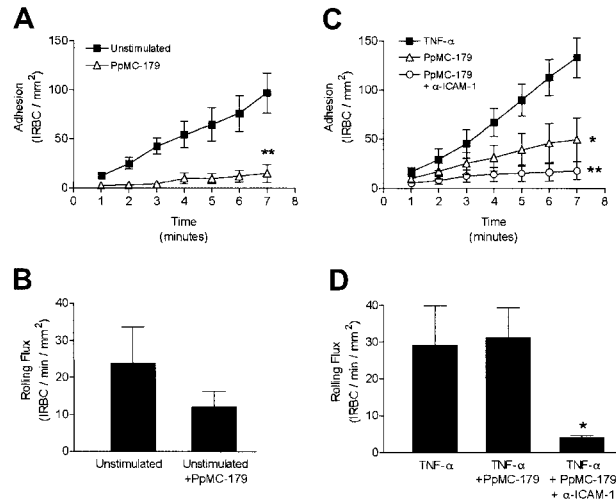 A
Unstimulated
PpMC-179
Adhesion
(IRBC / mm²)
150
100
50
0
**
0 1 2 3 4 5 6 7 8
Time
(minutes)
B
Rolling Flux
(IRBC / min / mm²)
40
30
20
10
0
Unstimulated
Unstimulated
+PpMC-179
C
TNF-α
PpMC-179
PpMC-179
+ α-ICAM-1
Adhesion
(IRBC / mm²)
150
100
50
0
*
**
0 1 2 3 4 5 6 7 8
Time
(minutes)
D
Rolling Flux
(IRBC / min / mm²)
40
30
20
10
0
*
TNF-α
TNF-α
+PpMC-179
TNF-α
+ PpMC-179
+ α-ICAM-1